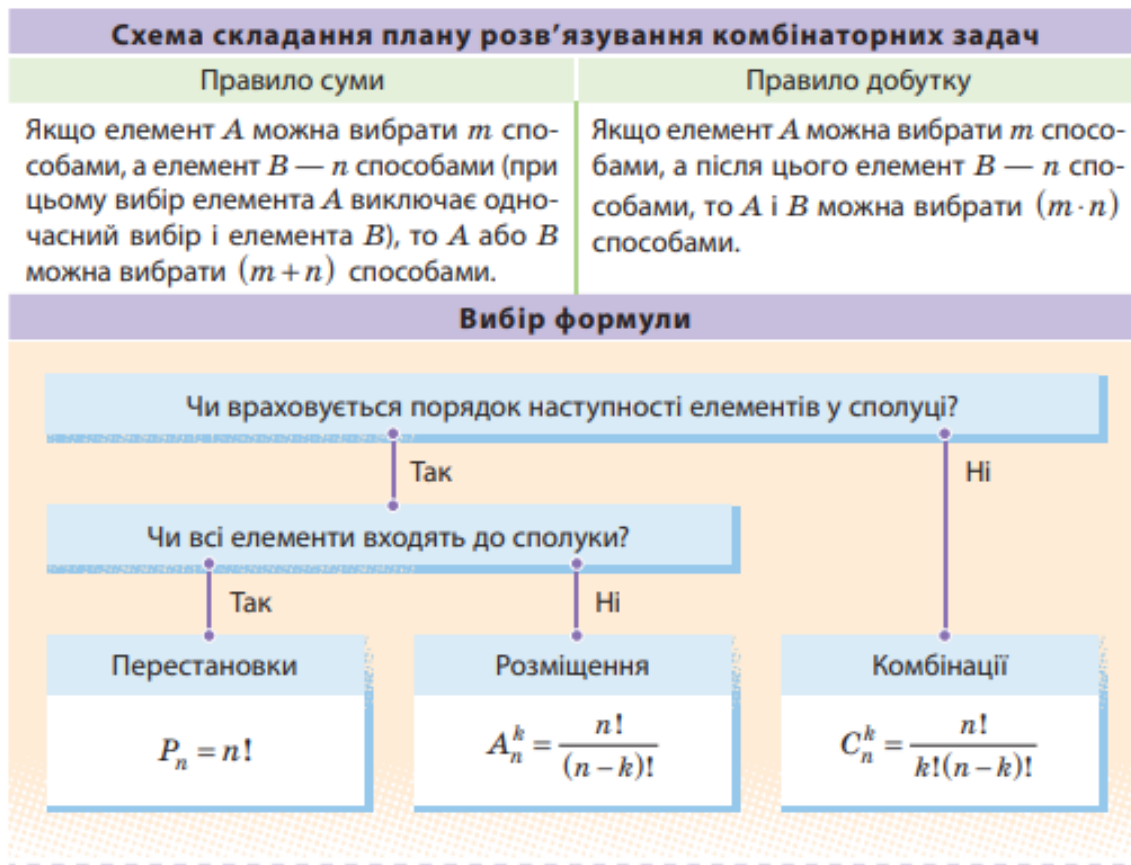 Схема складання плану розв’язування комбінаторних задач
Правило суми
Правило добутку
Якщо елемент A можна вибрати m спо-
собами, а елемент B — n способами (при
цьому вибір елемента A виключає одно-
часний вибір і елемента B), то A або B
можна вибрати (m + n) способами.
Якщо елемент A можна вибрати m спосо-
бами, а після цього елемент B — n спо-
собами, то A і B можна вибрати (m · n)
способами.
Вибір формули
Чи враховується порядок наступності елементів у сполуці?
Так
Ні
Чи всі елементи входять до сполуки?
Так
Ні
Перестановки
Розміщення
Комбінації
P_n = n!
A_n^k = n!/(n − k)!
C_n^k = n!/(k!(n − k)!)